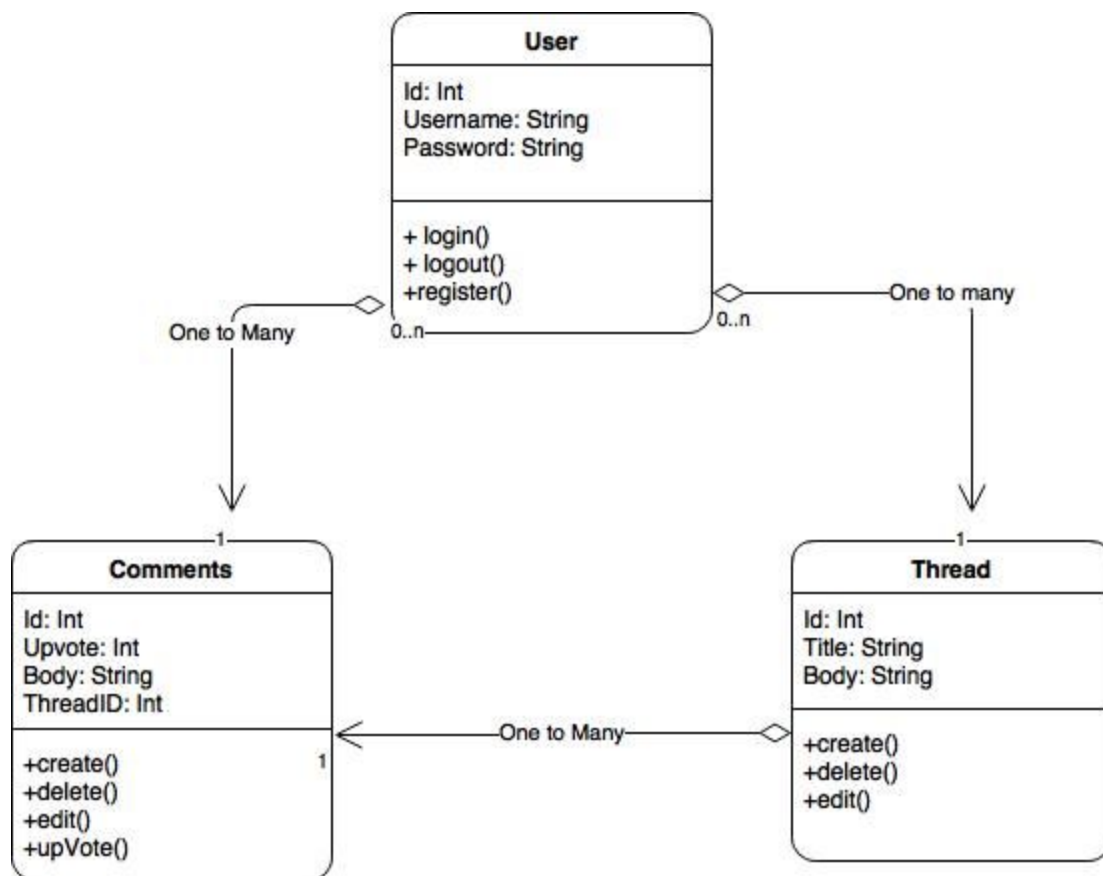 User
Id: Int
Username: String
Password: String
+ login()
+ logout()
+register()
0..n
0..n
One to Many
One to many
1
1
Comments
Id: Int
Upvote: Int
Body: String
ThreadID: Int
+create()
+delete()
+edit()
+upVote()
1
One to Many
Thread
Id: Int
Title: String
Body: String
+create()
+delete()
+edit()